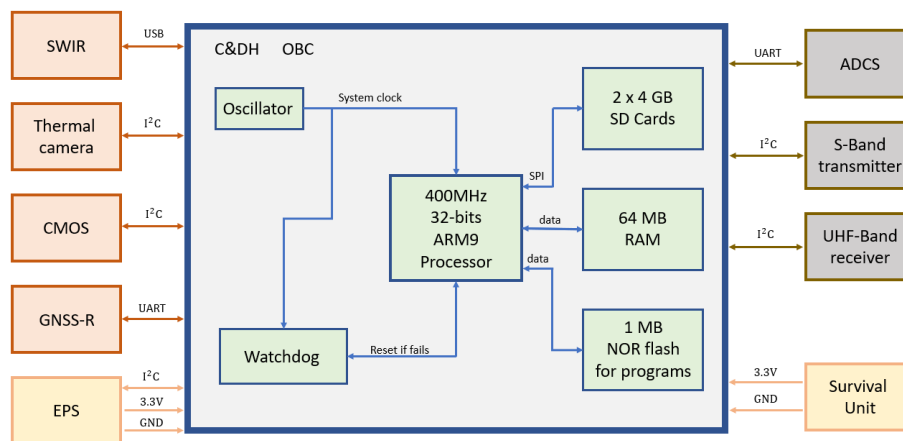 C&DH OBC
SWIR
USB
Thermal
camera
I²C
CMOS
I²C
GNSS-R
UART
EPS
I²C
3.3V
GND
Oscillator
System clock
Watchdog
Reset if fails
400MHz
32-bits
ARM9
Processor
SPI
data
data
2 x 4 GB
SD Cards
64 MB
RAM
1 MB
NOR flash
for programs
UART
ADCS
I²C
S-Band
transmitter
I²C
UHF-Band
receiver
3.3V
GND
Survival
Unit